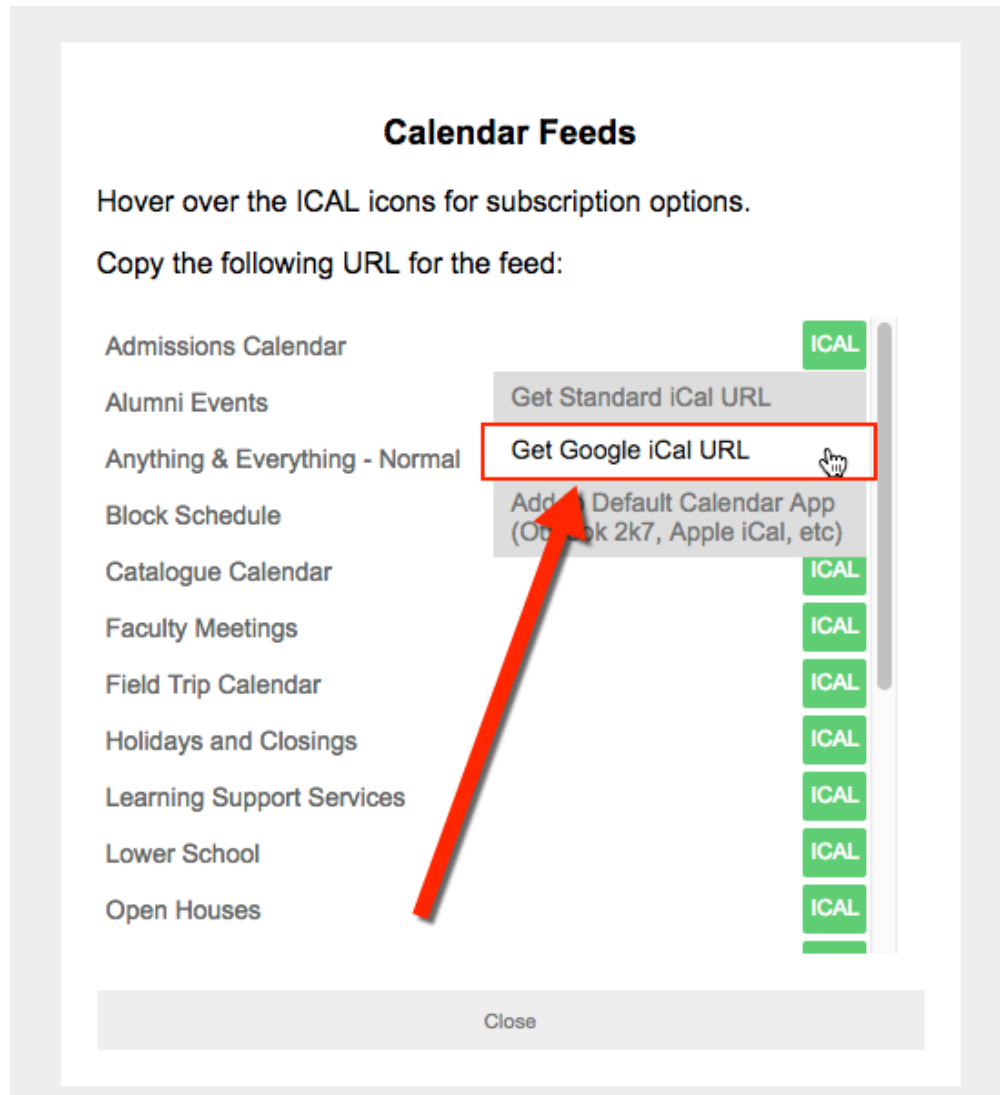 Calendar Feeds
Hover over the ICAL icons for subscription options.
Copy the following URL for the feed:
Admissions Calendar ICAL
Alumni Events Get Standard iCal URL
Anything & Everything - Normal Get Google iCal URL
Block Schedule Calendar App
(Outlook 2k7, Apple iCal, etc)
Catalogue Calendar ICAL
Faculty Meetings ICAL
Field Trip Calendar ICAL
Holidays and Closings ICAL
Learning Support Services ICAL
Lower School ICAL
Open Houses ICAL
Close